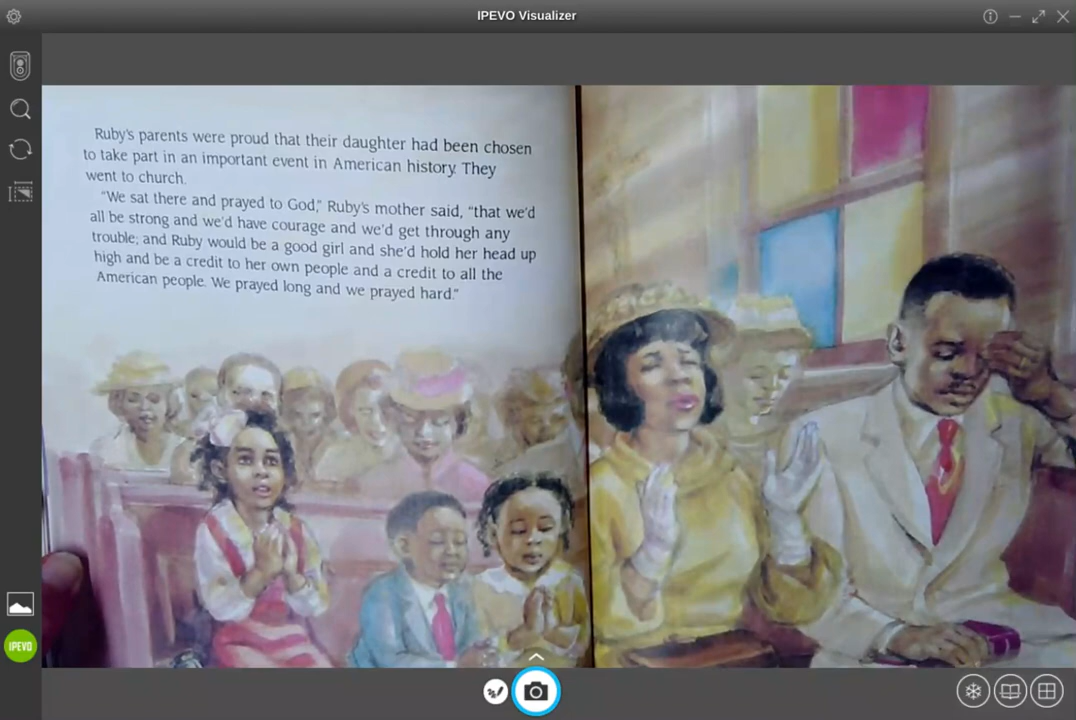 IPEVO Visualizer
Ruby's parents were proud that their daughter had been chosen
to take part in an important event in American history. They
went to church.
"We sat there and prayed to God," Ruby's mother said, "that we'd
all be strong and we'd have courage and we'd get through any
trouble; and Ruby would be a good girl and she'd hold her head up
high and be a credit to her own people and a credit to all the
American people. We prayed long and we prayed hard."
IPEVO